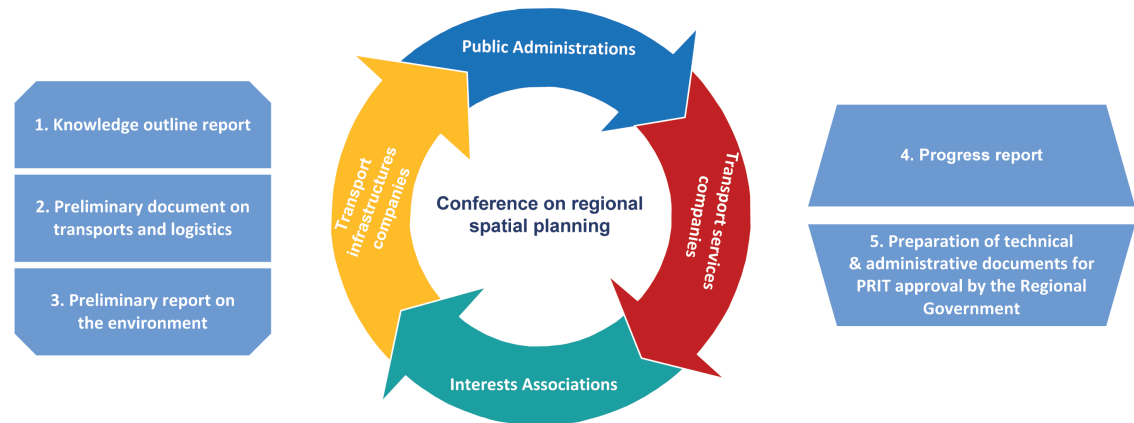 1. Knowledge outline report
2. Preliminary document on
transports and logistics
3. Preliminary report on
the environment
Public Administrations
Transport services
companies
Interests Associations
Transport
infrastructures
companies
Conference on regional
spatial planning
4. Progress report
5. Preparation of technical
& administrative documents for
PRIT approval by the Regional
Government